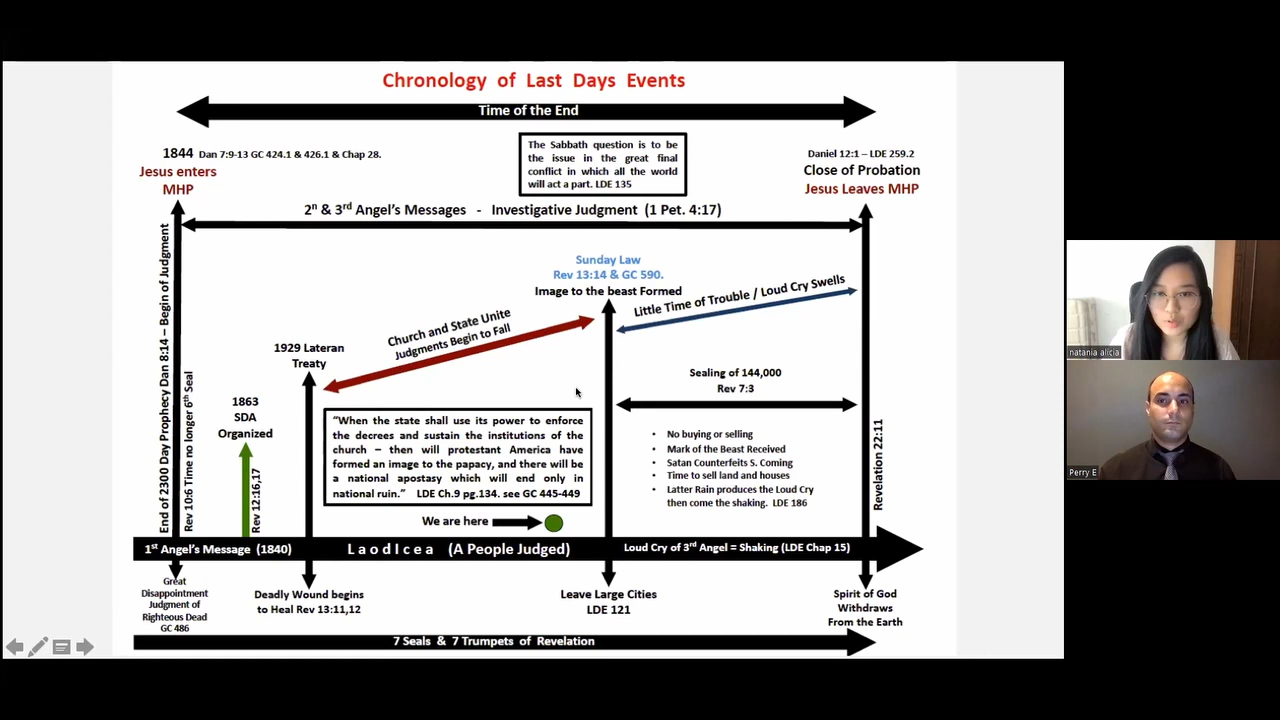 Chronology of Last Days Events
Time of the End
1844 Dan 7:9-13 GC 424.1 & 426.1 & Chap 28.
Jesus enters
MHP
The Sabbath question is to be
the issue in the great final
conflict in which all the world
will act a part. LDE 135
Daniel 12:1 – LDE 259.2
Close of Probation
Jesus Leaves MHP
2ⁿ & 3ʳᵈ Angel’s Messages - Investigative Judgment (1 Pet. 4:17)
End of 2300 Day Prophecy Dan 8:14 – Begin of Judgment
Rev 10:6 Time no longer 6ᵗʰ Seal
Sunday Law
Rev 13:14 & GC 590.
Image to the beast Formed
Little Time of Trouble / Loud Cry Swells
Church and State Unite
Judgments Begin to Fall
1929 Lateran
Treaty
1863
SDA
Organized
Rev 12:16,17
Sealing of 144,000
Rev 7:3
“When the state shall use its power to enforce
the decrees and sustain the institutions of the
church – then will protestant America have
formed an image to the papacy, and there will be
a national apostasy which will end only in
national ruin.” LDE Ch.9 pg.134. see GC 445-449
• No buying or selling
• Mark of the Beast Received
• Satan Counterfeits S. Coming
• Time to sell land and houses
• Latter Rain produces the Loud Cry
then come the shaking. LDE 186
Revelation 22:11
We are here
1ˢᵗ Angel’s Message (1840)
L a o d I c e a (A People Judged)
Loud Cry of 3ʳᵈ Angel = Shaking (LDE Chap 15)
Great
Disappointment
Judgment of
Righteous Dead
GC 486
Deadly Wound begins
to Heal Rev 13:11,12
Leave Large Cities
LDE 121
Spirit of God
Withdraws
From the Earth
7 Seals & 7 Trumpets of Revelation
natania alicia
Perry E